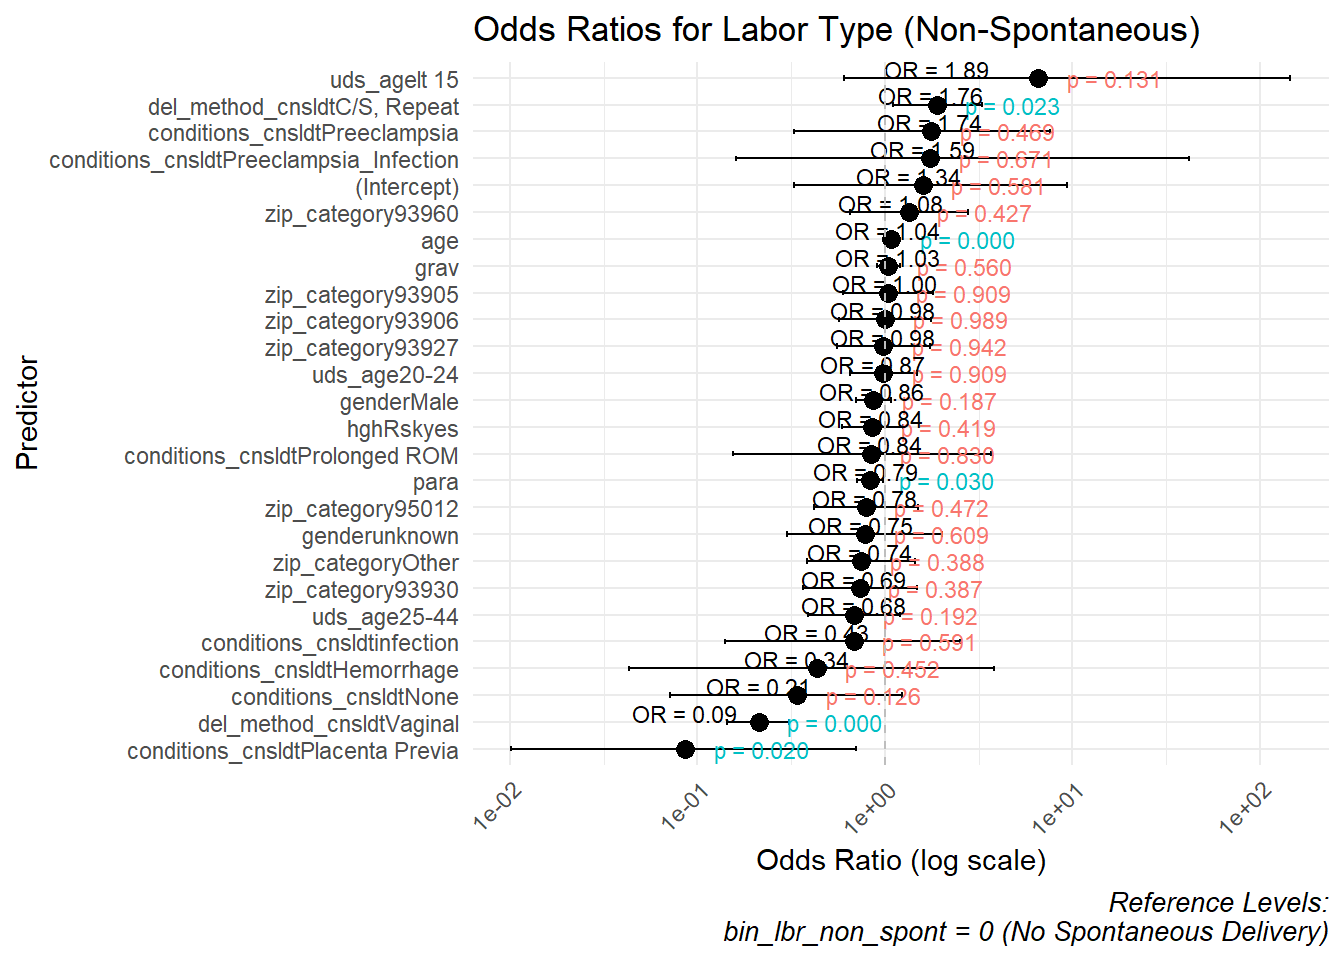 Odds Ratios for Labor Type (Non-Spontaneous)
Predictor
uds_agelt 15
OR = 1.89
p = 0.131
del_method_cnsldtC/S, Repeat
OR = 1.76
p = 0.023
conditions_cnsldtPreeclampsia
OR = 1.74
p = 0.469
conditions_cnsldtPreeclampsia_Infection
OR = 1.59
p = 0.671
(Intercept)
OR = 1.34
p = 0.581
zip_category93960
OR = 1.08
p = 0.427
age
OR = 1.04
p = 0.000
grav
OR = 1.03
p = 0.560
zip_category93905
OR = 1.00
p = 0.909
zip_category93906
OR = 0.98
p = 0.989
zip_category93927
OR = 0.98
p = 0.942
uds_age20-24
OR = 0.87
p = 0.909
genderMale
OR = 0.86
p = 0.187
hghRskyes
OR = 0.84
p = 0.419
conditions_cnsldtProlonged ROM
OR = 0.84
p = 0.830
para
OR = 0.79
p = 0.030
zip_category95012
OR = 0.78
p = 0.472
genderunknown
OR = 0.75
p = 0.609
zip_categoryOther
OR = 0.74
p = 0.388
zip_category93930
OR = 0.69
p = 0.387
uds_age25-44
OR = 0.68
p = 0.192
conditions_cnsldtinfection
OR = 0.43
p = 0.591
conditions_cnsldtHemorrhage
OR = 0.34
p = 0.452
conditions_cnsldtNone
OR = 0.21
p = 0.126
del_method_cnsldtVaginal
OR = 0.09
p = 0.000
conditions_cnsldtPlacenta Previa
p = 0.020
1e-02
1e-01
1e+00
1e+01
1e+02
Odds Ratio (log scale)
Reference Levels:
bin_lbr_non_spont = 0 (No Spontaneous Delivery)